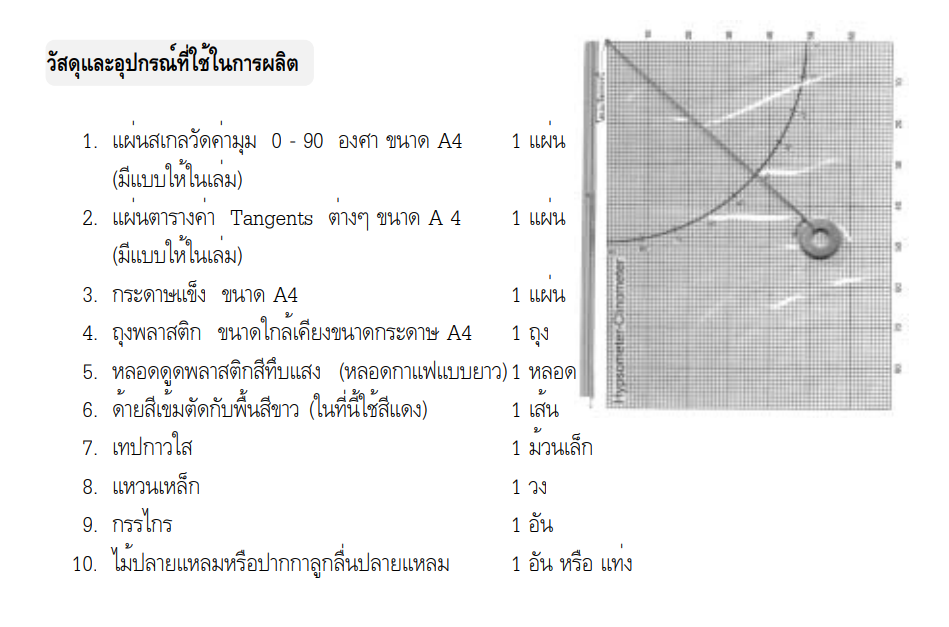 วัสดุและอุปกรณ์ที่ใช้ในการผลิต
1. แผ่นสเกลวัดค่ามุม 0 - 90 องศา ขนาด A4 1 แผ่น
(มีแบบให้ในเล่ม)
2. แผ่นตารางค่า Tangents ต่างๆ ขนาด A 4 1 แผ่น
(มีแบบให้ในเล่ม)
3. กระดาษแข็ง ขนาด A4 1 แผ่น
4. ถุงพลาสติก ขนาดใกล้เคียงขนาดกระดาษ A4 1 ถุง
5. หลอดดูดพลาสติกสีทึบแสง (หลอดกาแฟแบบยาว) 1 หลอด
6. ด้ายสีเข้มตัดกับพื้นสีขาว (ในที่นี้ใช้สีแดง) 1 เส้น
7. เทปกาวใส 1 ม้วนเล็ก
8. แหวนเหล็ก 1 วง
9. กรรไกร 1 อัน
10. ไม้ปลายแหลมหรือปากกาลูกลื่นปลายแหลม 1 อัน หรือ แท่ง